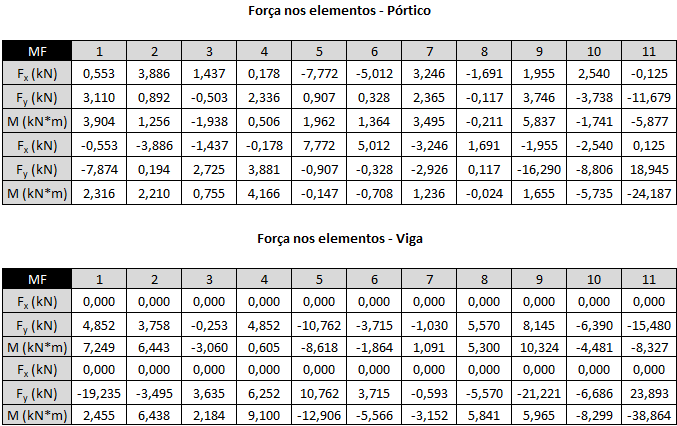 Força nos elementos - Pórtico
MF 1 2 3 4 5 6 7 8 9 10 11
Fx (kN) 0,553 3,886 1,437 0,178 -7,772 -5,012 3,246 -1,691 1,955 2,540 -0,125
Fy (kN) 3,110 0,892 -0,503 2,336 0,907 0,328 2,365 -0,117 3,746 -3,738 -11,679
M (kN*m) 3,904 1,256 -1,938 0,506 1,962 1,364 3,495 -0,211 5,837 -1,741 -5,877
Fx (kN) -0,553 -3,886 -1,437 -0,178 7,772 5,012 -3,246 1,691 -1,955 -2,540 0,125
Fy (kN) -7,874 0,194 2,725 3,881 -0,907 -0,328 -2,926 0,117 -16,290 -8,806 18,945
M (kN*m) 2,316 2,210 0,755 4,166 -0,147 -0,708 1,236 -0,024 1,655 -5,735 -24,187
Força nos elementos - Viga
MF 1 2 3 4 5 6 7 8 9 10 11
Fx (kN) 0,000 0,000 0,000 0,000 0,000 0,000 0,000 0,000 0,000 0,000 0,000
Fy (kN) 4,852 3,758 -0,253 4,852 -10,762 -3,715 -1,030 5,570 8,145 -6,390 -15,480
M (kN*m) 7,249 6,443 -3,060 0,605 -8,618 -1,864 1,091 5,500 10,324 -4,481 -8,327
Fx (kN) 0,000 0,000 0,000 0,000 0,000 0,000 0,000 0,000 0,000 0,000 0,000
Fy (kN) -19,235 -3,495 3,635 6,252 10,762 3,715 -0,593 -5,570 -21,221 -6,686 23,893
M (kN*m) 2,455 6,438 2,184 9,100 -12,906 -5,566 -3,152 5,841 5,965 -8,299 -38,864